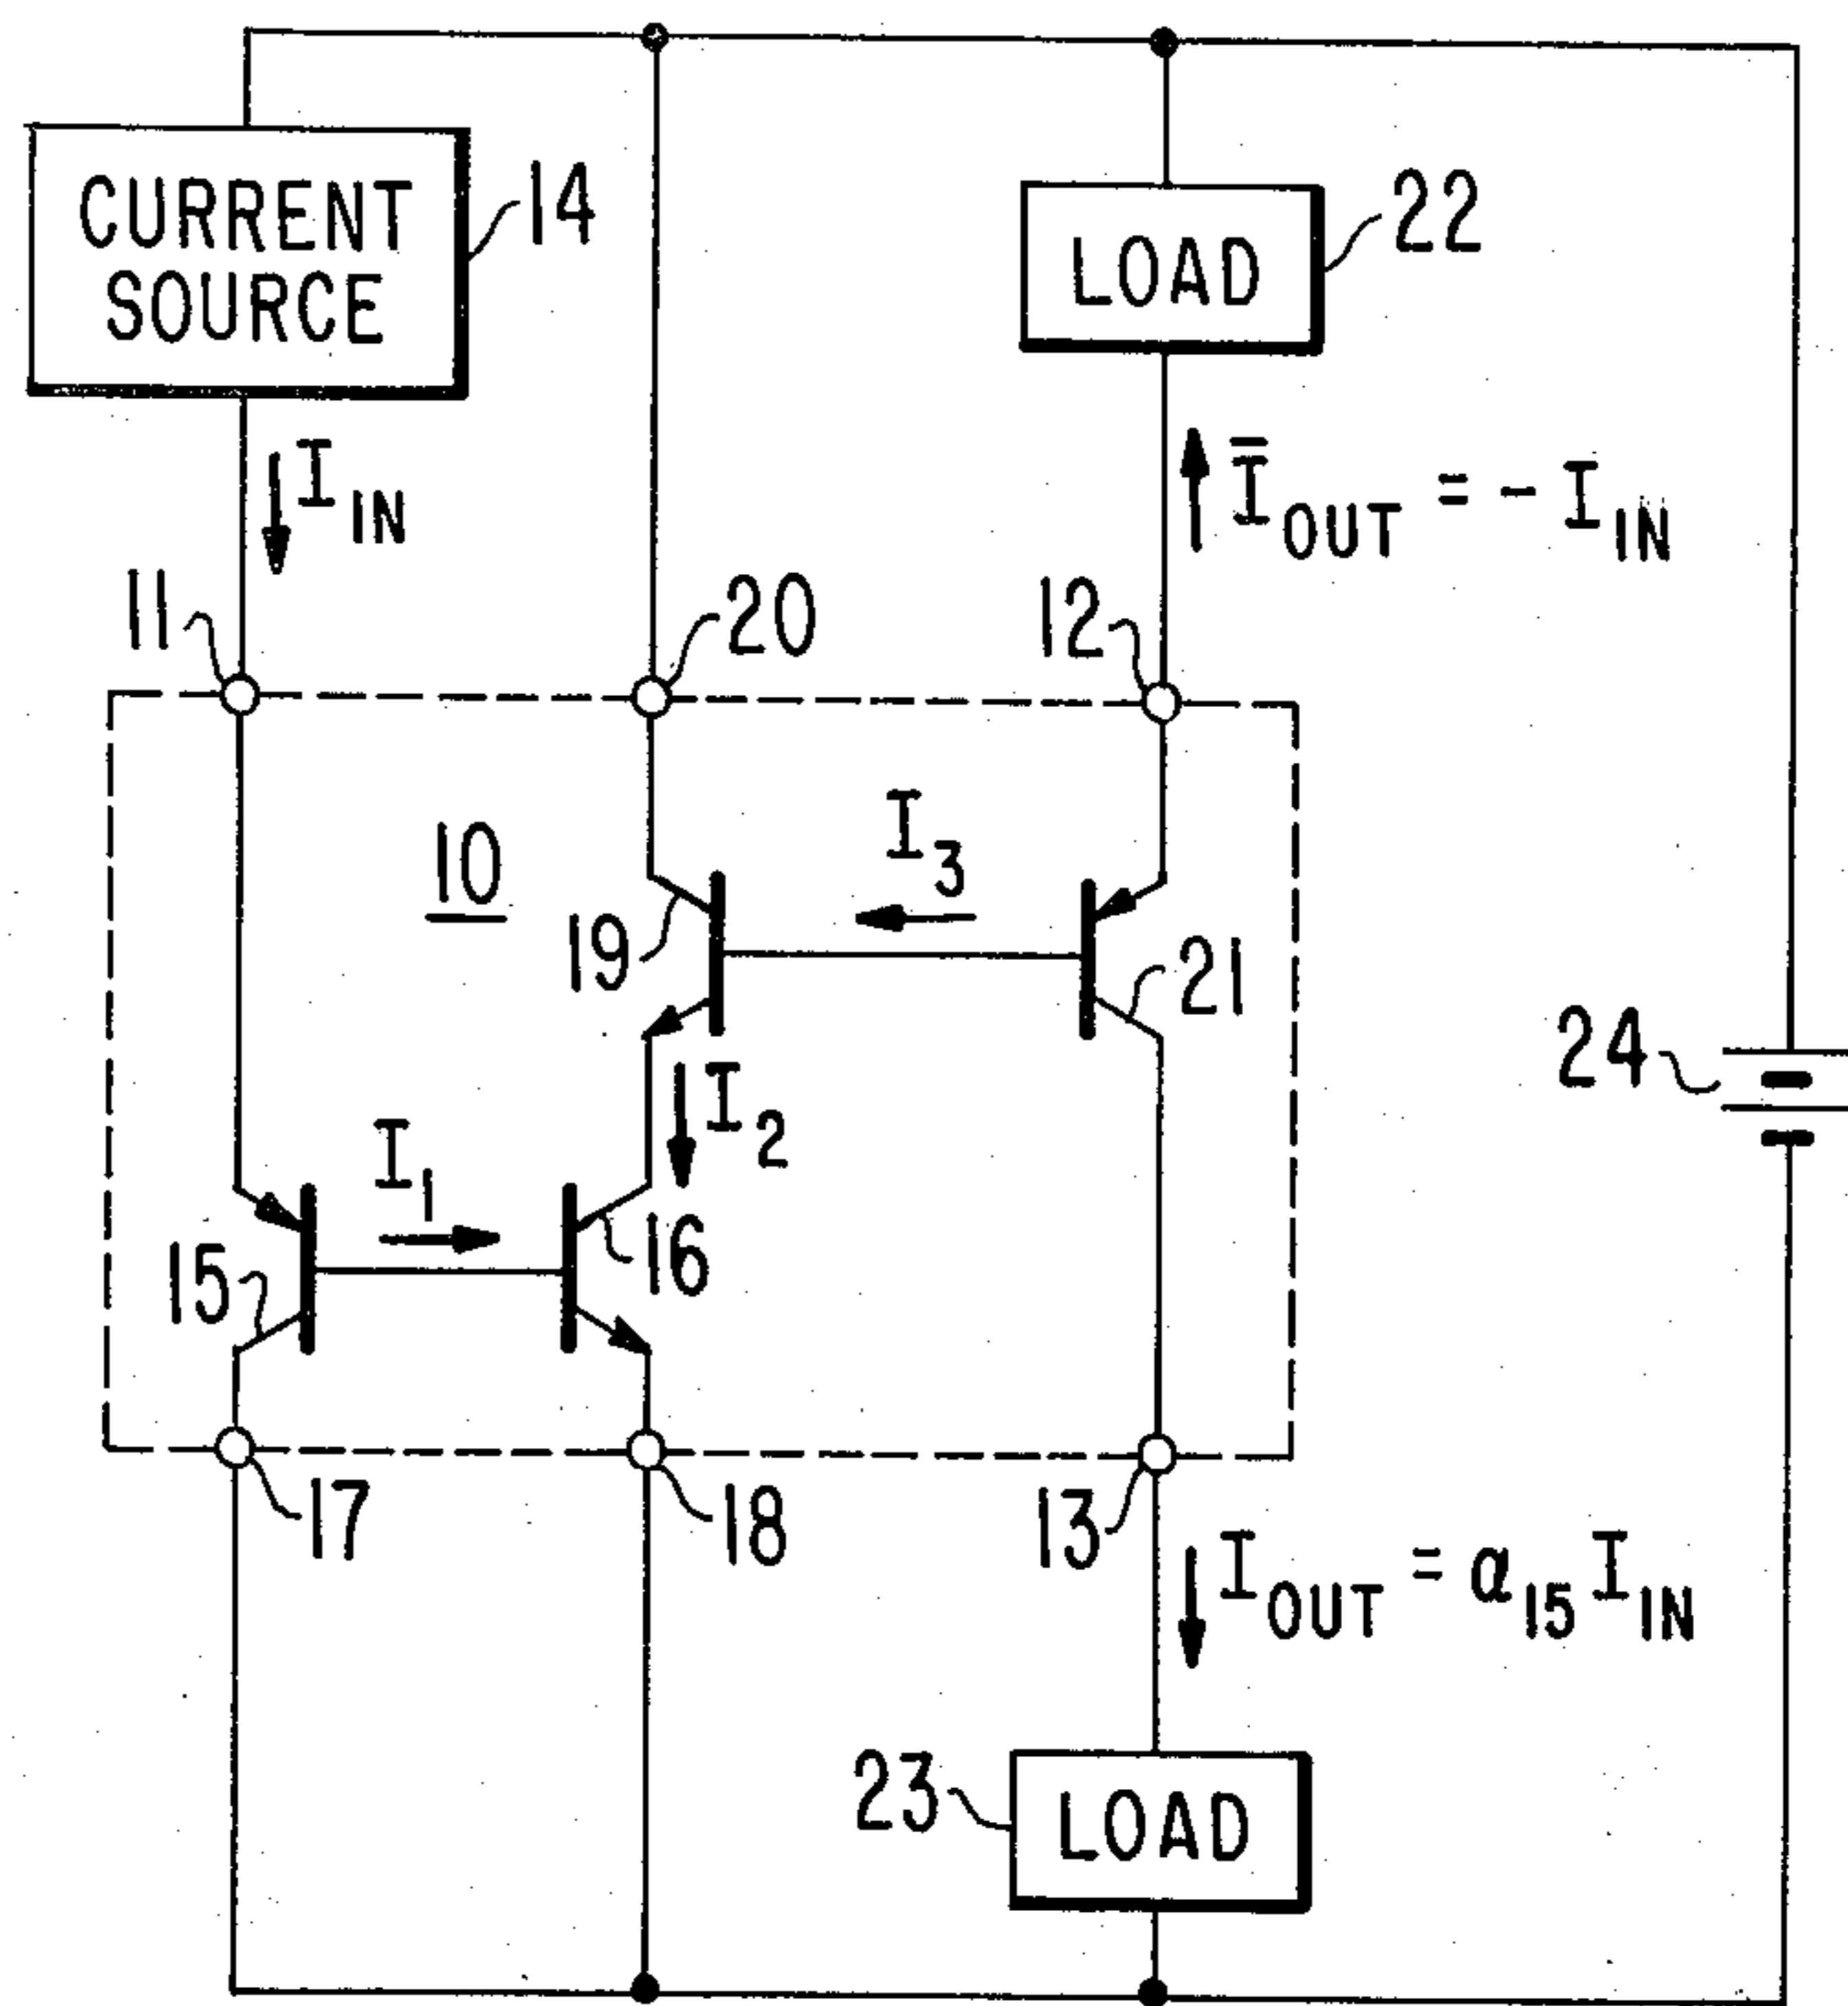 CURRENT
SOURCE
14
LOAD
22
I_IN
Ī_OUT = - I_IN
11
20
12
10
I_3
19
21
24
I_2
I_1
16
15
17
18
13
I_OUT = α_15 I_IN
23
LOAD